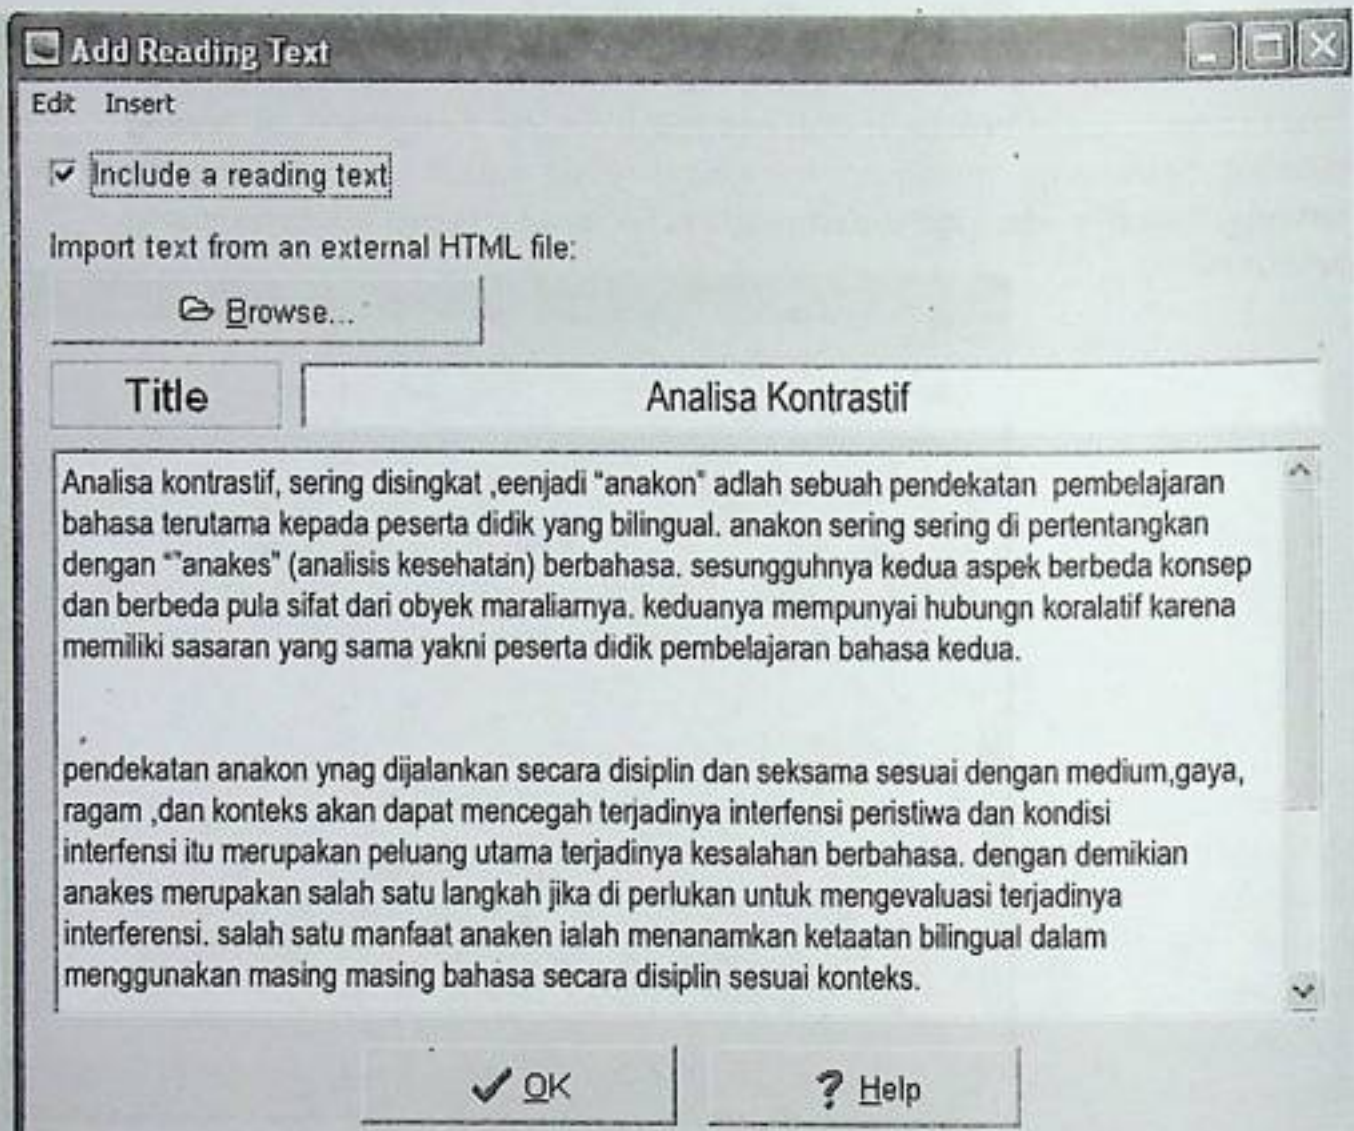 Add Reading Text
Edit Insert
Include a reading text
Import text from an external HTML file:
Browse...
Title
Analisa Kontrastif
Analisa kontrastif, sering disingkat ,eenjadi "anakon" adlah sebuah pendekatan pembelajaran
bahasa terutama kepada peserta didik yang bilingual. anakon sering sering di pertentangkan
dengan ""anakes" (analisis kesehatan) berbahasa. sesungguhnya kedua aspek berbeda konsep
dan berbeda pula sifat dari obyek maraliarnya. keduanya mempunyai hubungn koralatif karena
memiliki sasaran yang sama yakni peserta didik pembelajaran bahasa kedua.
pendekatan anakon ynag dijalankan secara disiplin dan seksama sesuai dengan medium,gaya,
ragam ,dan konteks akan dapat mencegah terjadinya interfensi peristiwa dan kondisi
interfensi itu merupakan peluang utama terjadinya kesalahan berbahasa. dengan demikian
anakes merupakan salah satu langkah jika di perlukan untuk mengevaluasi terjadinya
interferensi. salah satu manfaat anaken ialah menanamkan ketaatan bilingual dalam
menggunakan masing masing bahasa secara disiplin sesuai konteks.
OK
? Help